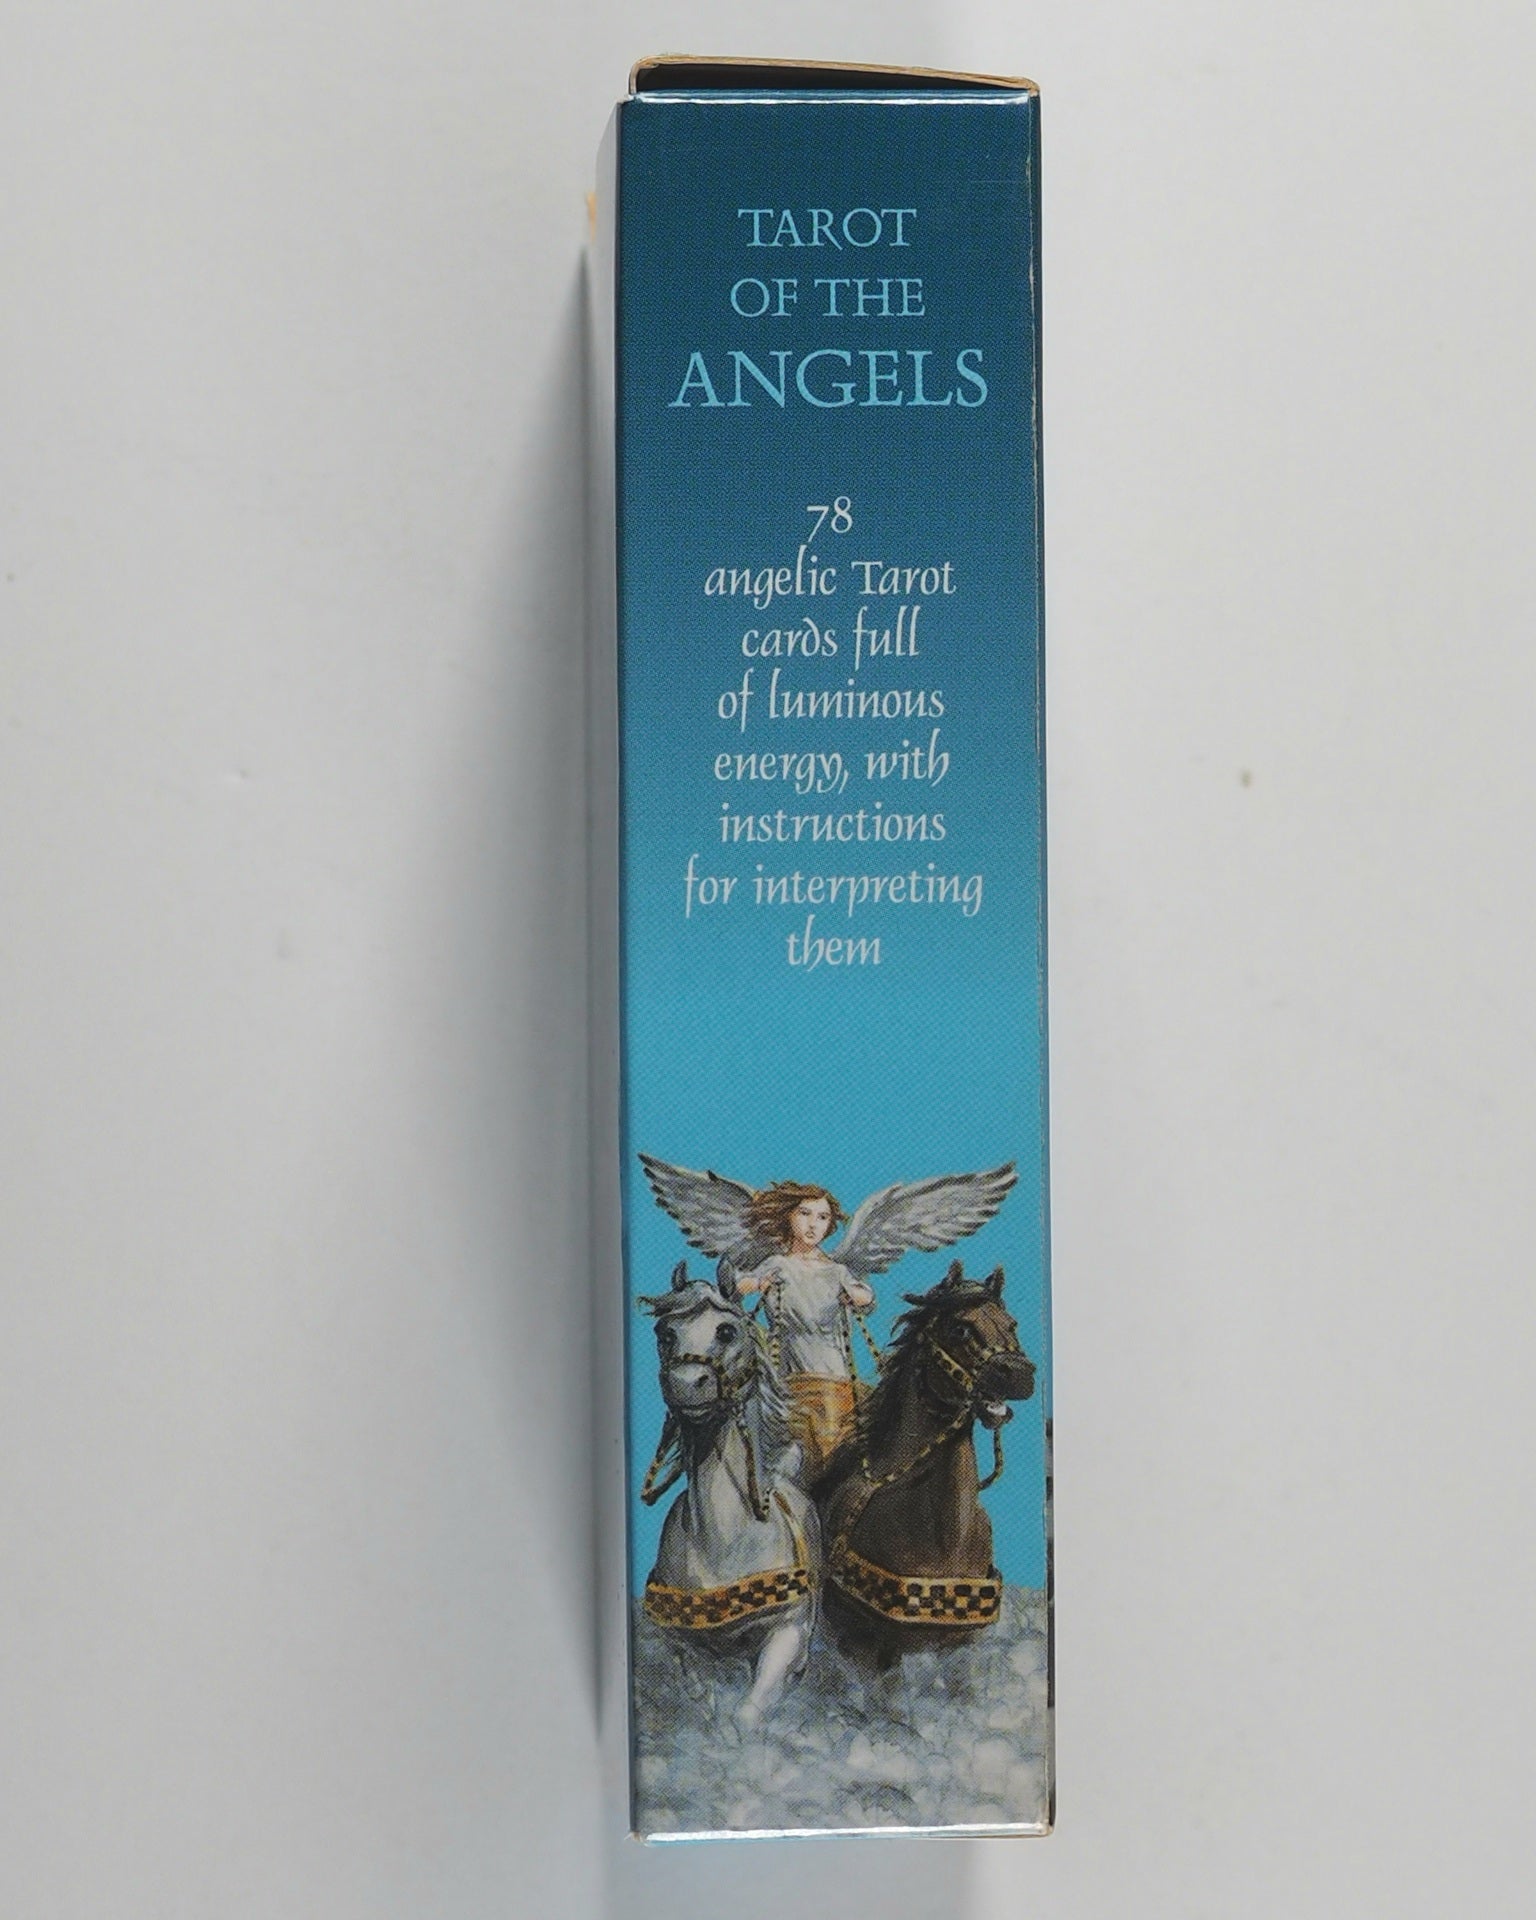 TAROT
OF THE
ANGELS
78
angelic Tarot
cards full
of luminous
energy, with
instructions
for interpreting
them